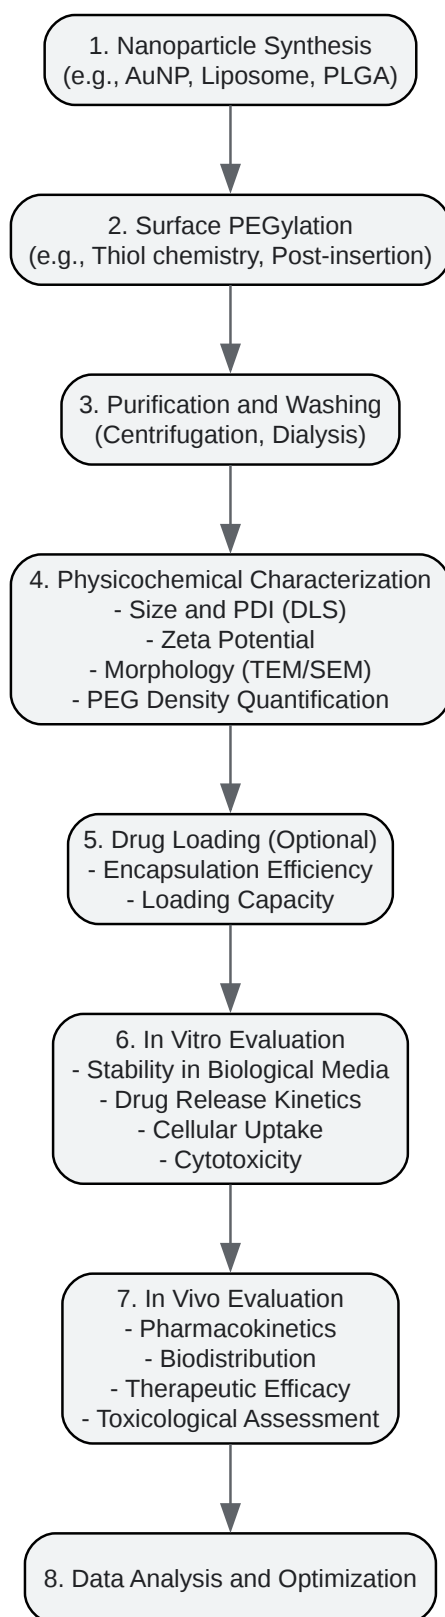 1. Nanoparticle Synthesis
(e.g., AuNP, Liposome, PLGA)
2. Surface PEGylation
(e.g., Thiol chemistry, Post-insertion)
3. Purification and Washing
(Centrifugation, Dialysis)
4. Physicochemical Characterization
- Size and PDI (DLS)
- Zeta Potential
- Morphology (TEM/SEM)
- PEG Density Quantification
5. Drug Loading (Optional)
- Encapsulation Efficiency
- Loading Capacity
6. In Vitro Evaluation
- Stability in Biological Media
- Drug Release Kinetics
- Cellular Uptake
- Cytotoxicity
7. In Vivo Evaluation
- Pharmacokinetics
- Biodistribution
- Therapeutic Efficacy
- Toxicological Assessment
8. Data Analysis and Optimization